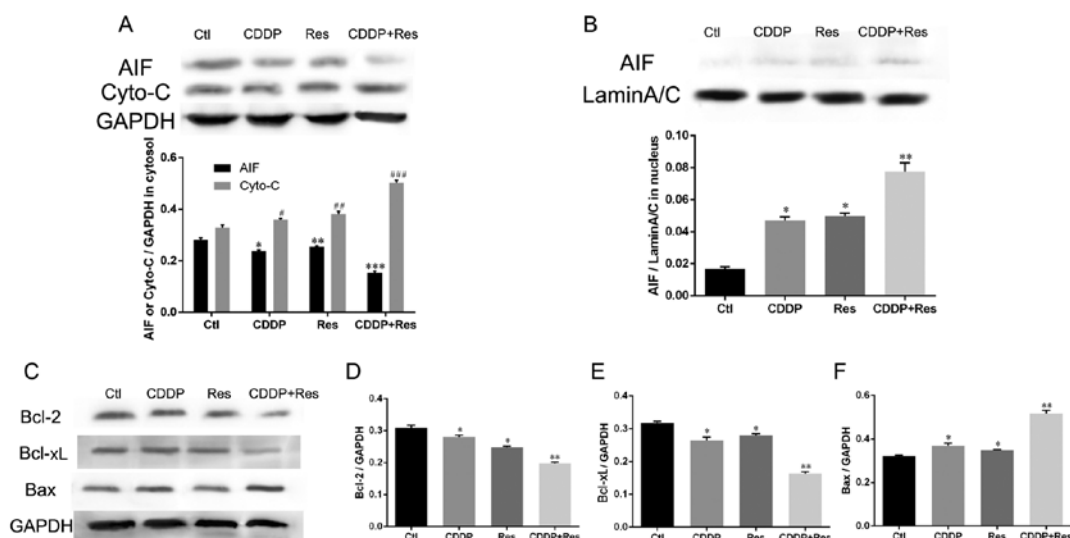 A
Ctl CDDP Res CDDP+Res
AIF
Cyto-C
GAPDH
AIF or Cyto-C / GAPDH in cytosol
0.6
0.4
0.2
0.0
AIF
Cyto-C
* # ** ## *** ###
Ctl CDDP Res CDDP+Res
B
Ctl CDDP Res CDDP+Res
AIF
LaminA/C
AIF / LaminA/C in nucleus
0.10
0.08
0.06
0.04
0.02
0.00
* * **
Ctl CDDP Res CDDP+Res
C
Ctl CDDP Res CDDP+Res
Bcl-2
Bcl-xL
Bax
GAPDH
D
Bcl-2 / GAPDH
0.4
0.3
0.2
0.1
0.0
* * **
Ctl CDDP Res CDDP+Res
E
Bcl-xL / GAPDH
0.4
0.3
0.2
0.1
0.0
* * **
Ctl CDDP Res CDDP+Res
F
Bax / GAPDH
0.6
0.4
0.2
0.0
* * **
Ctl CDDP Res CDDP+Res